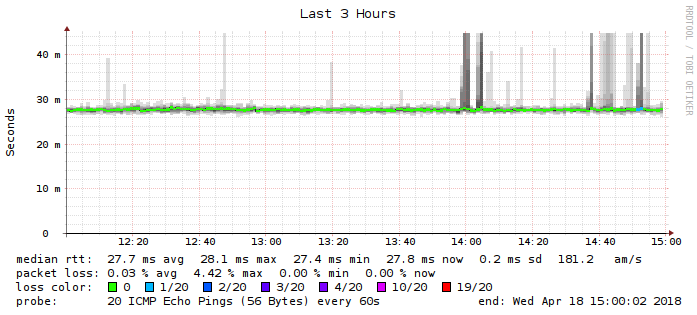 Last 3 Hours
RRDTOOL / TOBI OETIKER
Seconds
40 m
30 m
20 m
10 m
0
12:20 12:40 13:00 13:20 13:40 14:00 14:20 14:40 15:00
median rtt: 27.7 ms avg 28.1 ms max 27.4 ms min 27.8 ms now 0.2 ms sd 181.2 am/s
packet loss: 0.03 % avg 4.42 % max 0.00 % min 0.00 % now
loss color: 0 1/20 2/20 3/20 4/20 10/20 19/20
probe: 20 ICMP Echo Pings (56 Bytes) every 60s end: Wed Apr 18 15:00:02 2018